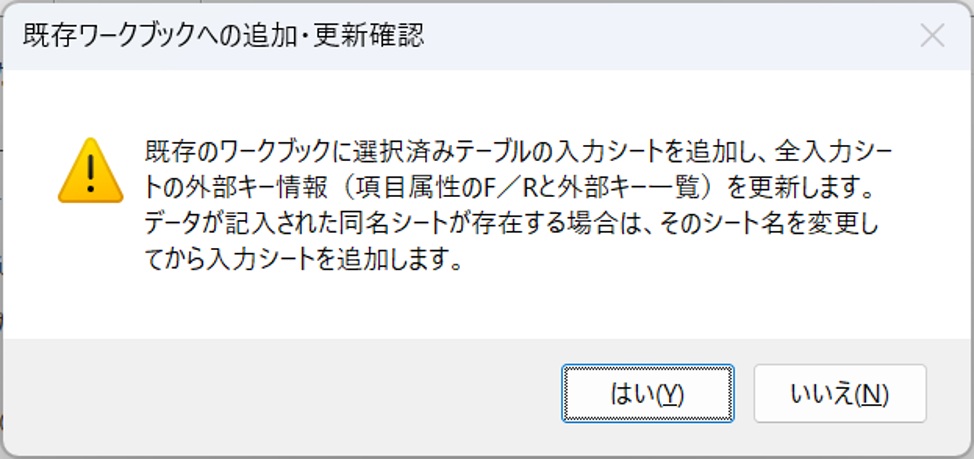 既存ワークブックへの追加・更新確認
既存のワークブックに選択済みテーブルの入力シートを追加し、全入力シー
トの外部キー情報（項目属性のF／Rと外部キー一覧）を更新します。
データが記入された同名シートが存在する場合は、そのシート名を変更し
てから入力シートを追加します。
はい(Y)
いいえ(N)